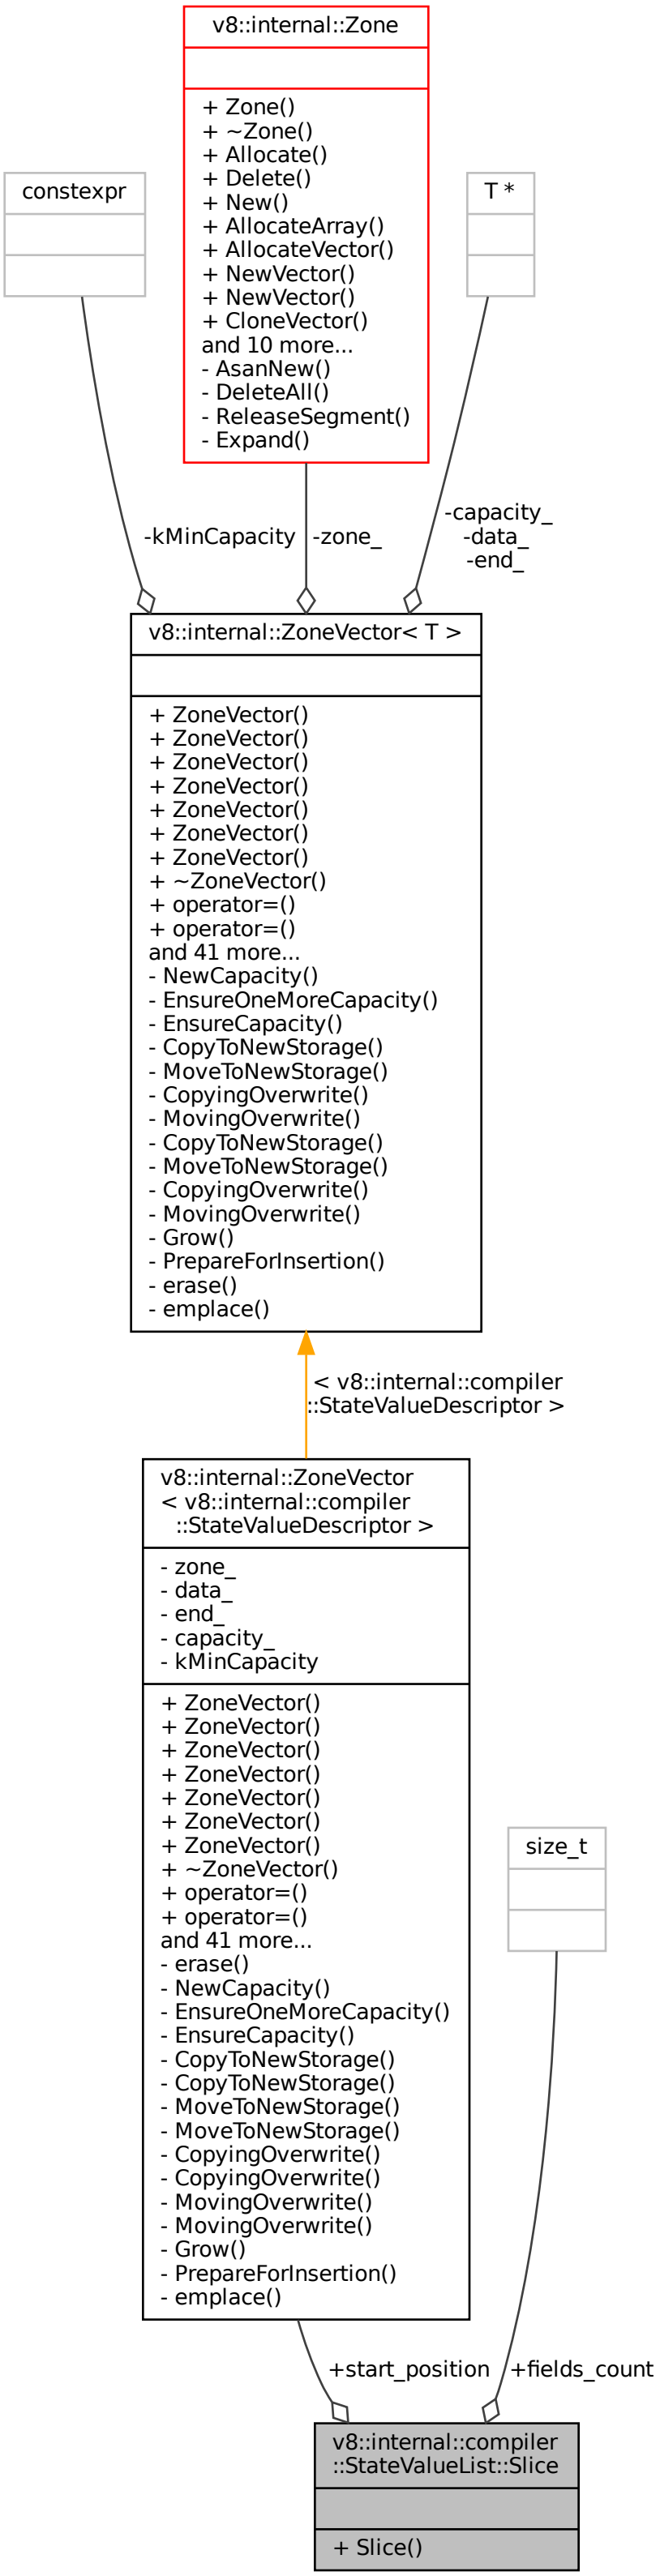 v8::internal::Zone
+ Zone()
+ ~Zone()
+ Allocate()
+ Delete()
+ New()
+ AllocateArray()
+ AllocateVector()
+ NewVector()
+ NewVector()
+ CloneVector()
and 10 more...
- AsanNew()
- DeleteAll()
- ReleaseSegment()
- Expand()
constexpr
T *
-kMinCapacity
-zone_
-capacity_
-data_
-end_
v8::internal::ZoneVector< T >
+ ZoneVector()
+ ZoneVector()
+ ZoneVector()
+ ZoneVector()
+ ZoneVector()
+ ZoneVector()
+ ZoneVector()
+ ~ZoneVector()
+ operator=()
+ operator=()
and 41 more...
- NewCapacity()
- EnsureOneMoreCapacity()
- EnsureCapacity()
- CopyToNewStorage()
- MoveToNewStorage()
- CopyingOverwrite()
- MovingOverwrite()
- CopyToNewStorage()
- MoveToNewStorage()
- CopyingOverwrite()
- MovingOverwrite()
- Grow()
- PrepareForInsertion()
- erase()
- emplace()
< v8::internal::compiler
::StateValueDescriptor >
v8::internal::ZoneVector
< v8::internal::compiler
::StateValueDescriptor >
- zone_
- data_
- end_
- capacity_
- kMinCapacity
+ ZoneVector()
+ ZoneVector()
+ ZoneVector()
+ ZoneVector()
+ ZoneVector()
+ ZoneVector()
+ ZoneVector()
+ ~ZoneVector()
+ operator=()
+ operator=()
and 41 more...
- erase()
- NewCapacity()
- EnsureOneMoreCapacity()
- EnsureCapacity()
- CopyToNewStorage()
- CopyToNewStorage()
- MoveToNewStorage()
- MoveToNewStorage()
- CopyingOverwrite()
- CopyingOverwrite()
- MovingOverwrite()
- MovingOverwrite()
- Grow()
- PrepareForInsertion()
- emplace()
size_t
+start_position
+fields_count
v8::internal::compiler
::StateValueList::Slice
+ Slice()